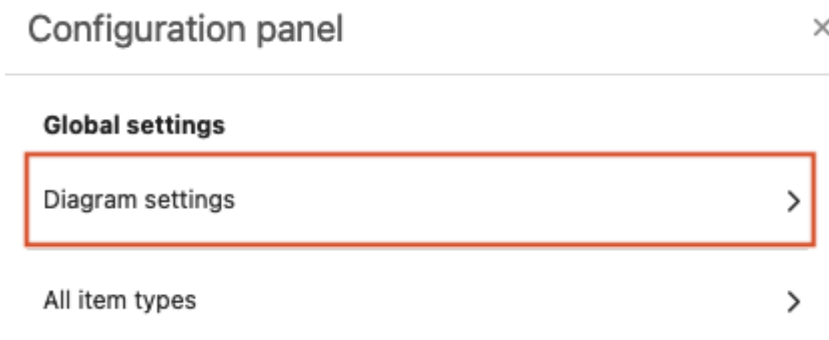 Configuration panel
Global settings
Diagram settings
All item types